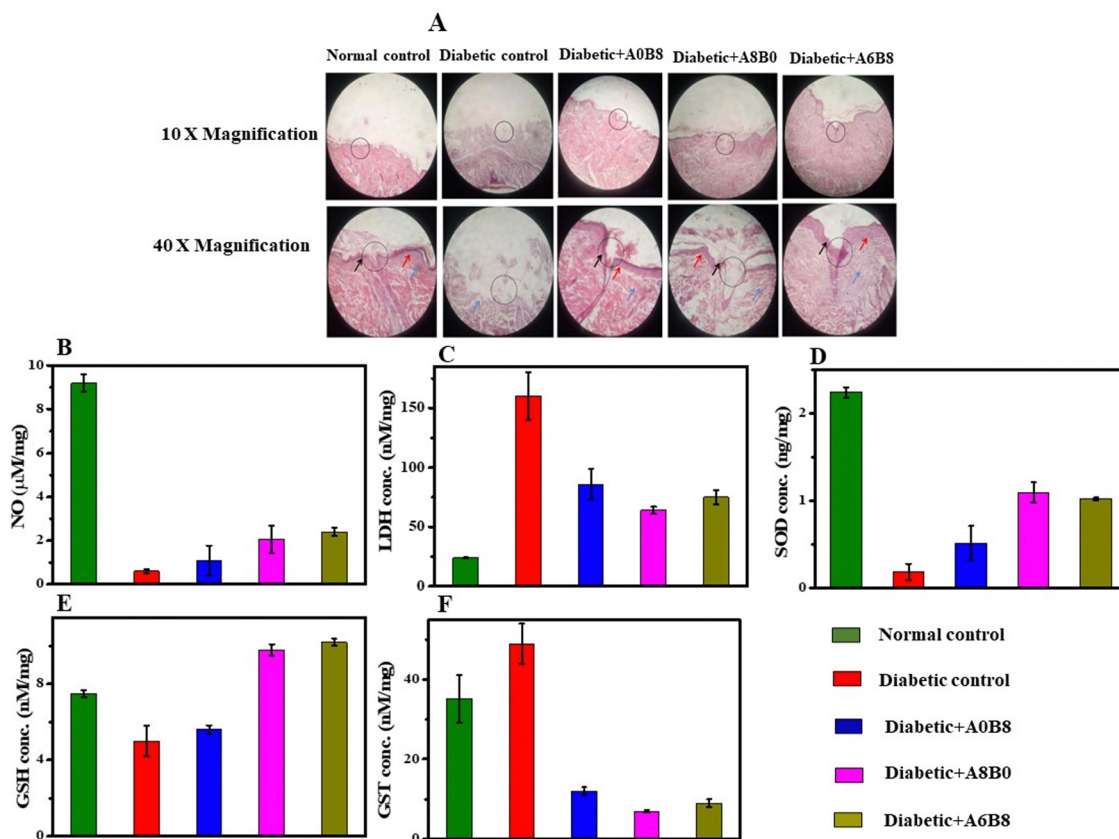 A
Normal control Diabetic control Diabetic+A0B8 Diabetic+A8B0 Diabetic+A6B8
10 X Magnification
40 X Magnification
B
10
8
6
4
2
0
NO (μM/mg)
C
150
100
50
0
LDH conc. (nM/mg)
D
2
1
0
SOD conc. (ng/mg)
E
8
4
0
GSH conc. (nM/mg)
F
40
20
0
GST conc. (nM/mg)
Normal control
Diabetic control
Diabetic+A0B8
Diabetic+A8B0
Diabetic+A6B8